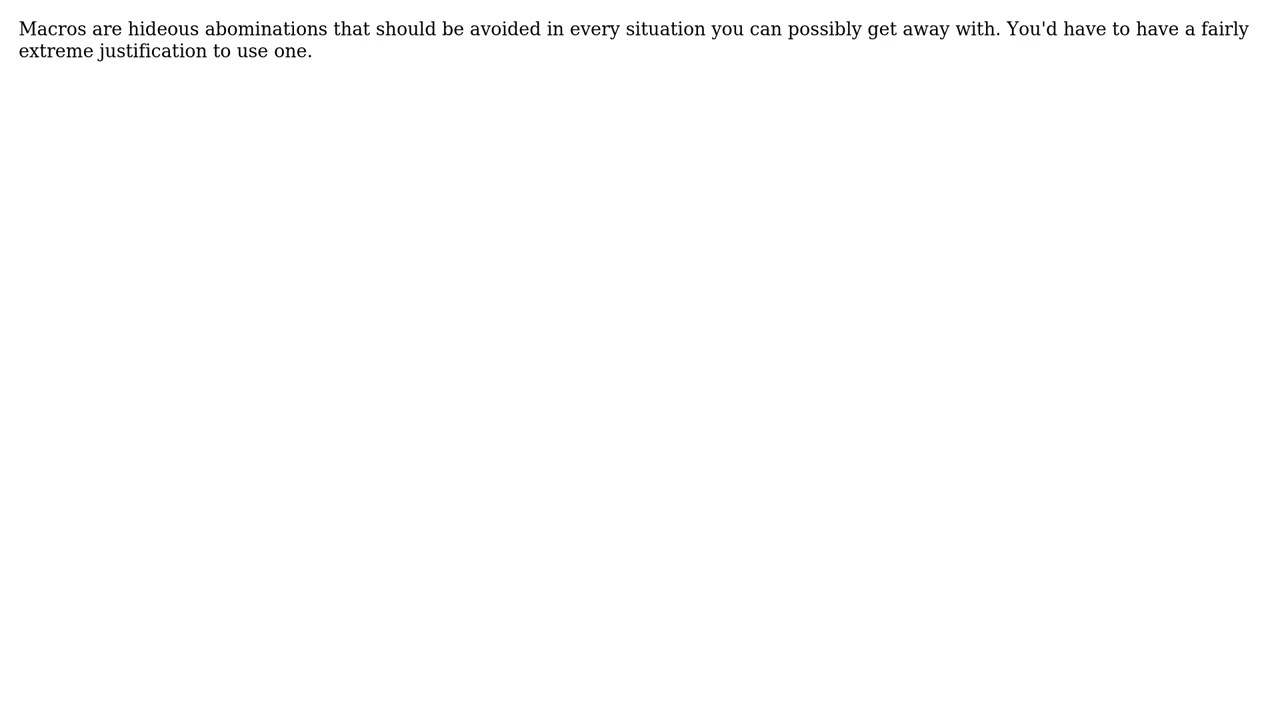 Macros are hideous abominations that should be avoided in every situation you can possibly get away with. You'd have to have a fairly
extreme justification to use one.